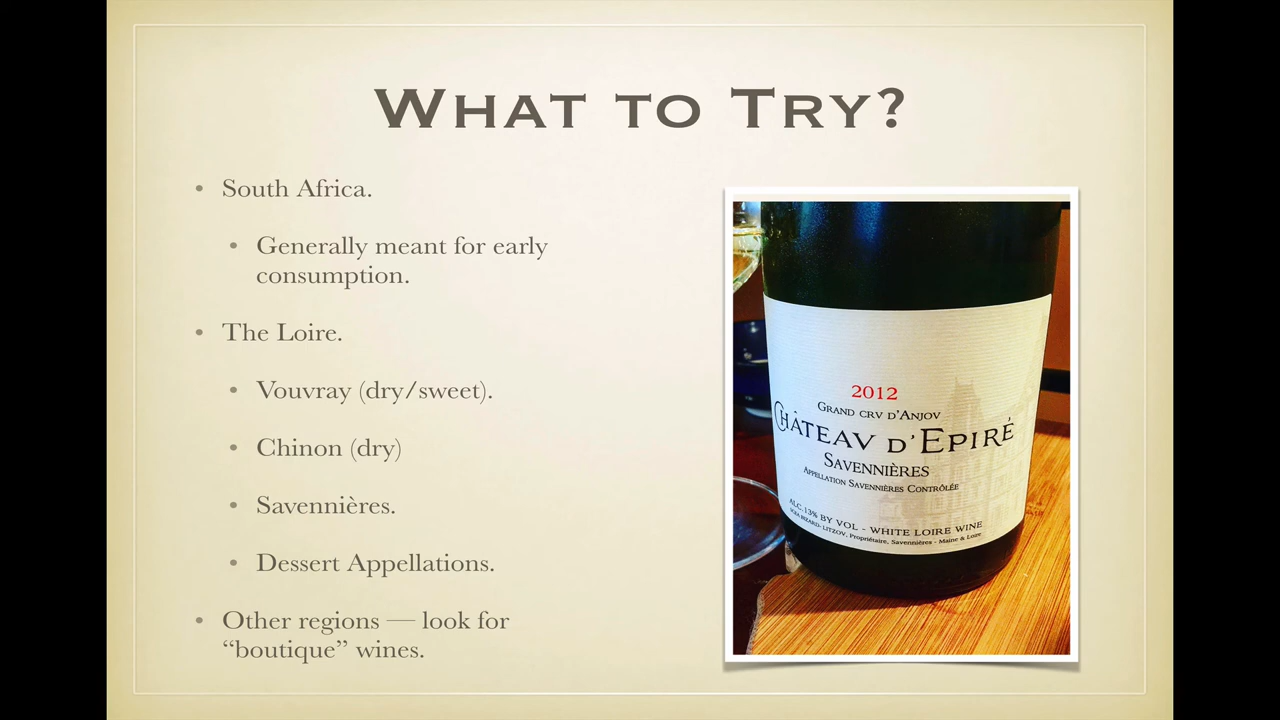 What to Try?
• South Africa.
• Generally meant for early
consumption.
• The Loire.
• Vouvray (dry/sweet).
• Chinon (dry)
• Savennières.
• Dessert Appellations.
• Other regions — look for
“boutique” wines.
2012
Grand crv d'Anjov
Châteav d'Epiré
Savennières
Appellation Savennières Contrôlée
Alc. 13% by vol - White Loire Wine
Bizard-Litzov, Propriétaire, Savennières - Maine & Loire